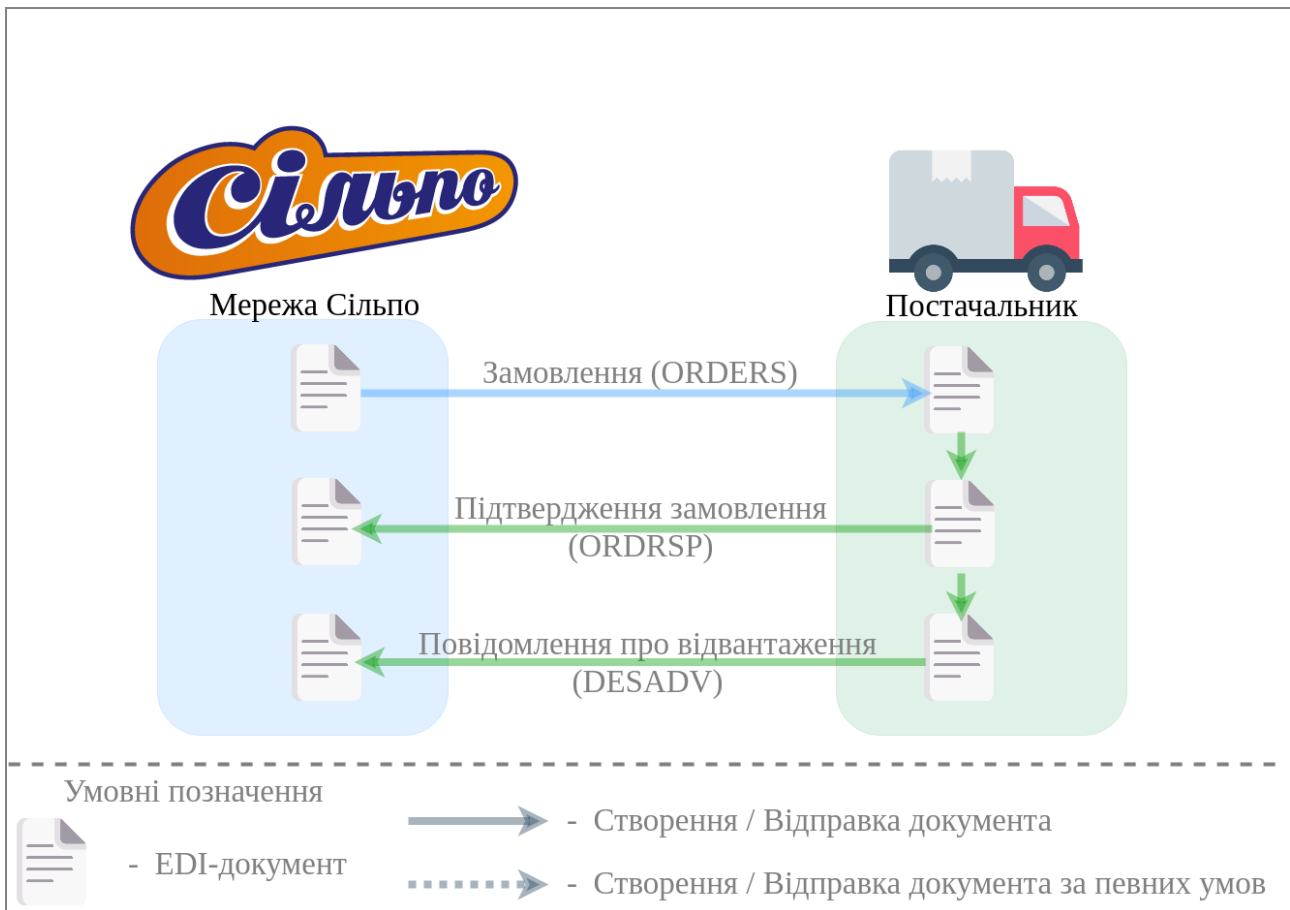 Сільпо
Мережа Сільпо
Постачальник
Замовлення (ORDERS)
Підтвердження замовлення
(ORDRSP)
Повідомлення про відвантаження
(DESADV)
Умовні позначення
- EDI-документ
- Створення / Відправка документа
- Створення / Відправка документа за певних умов